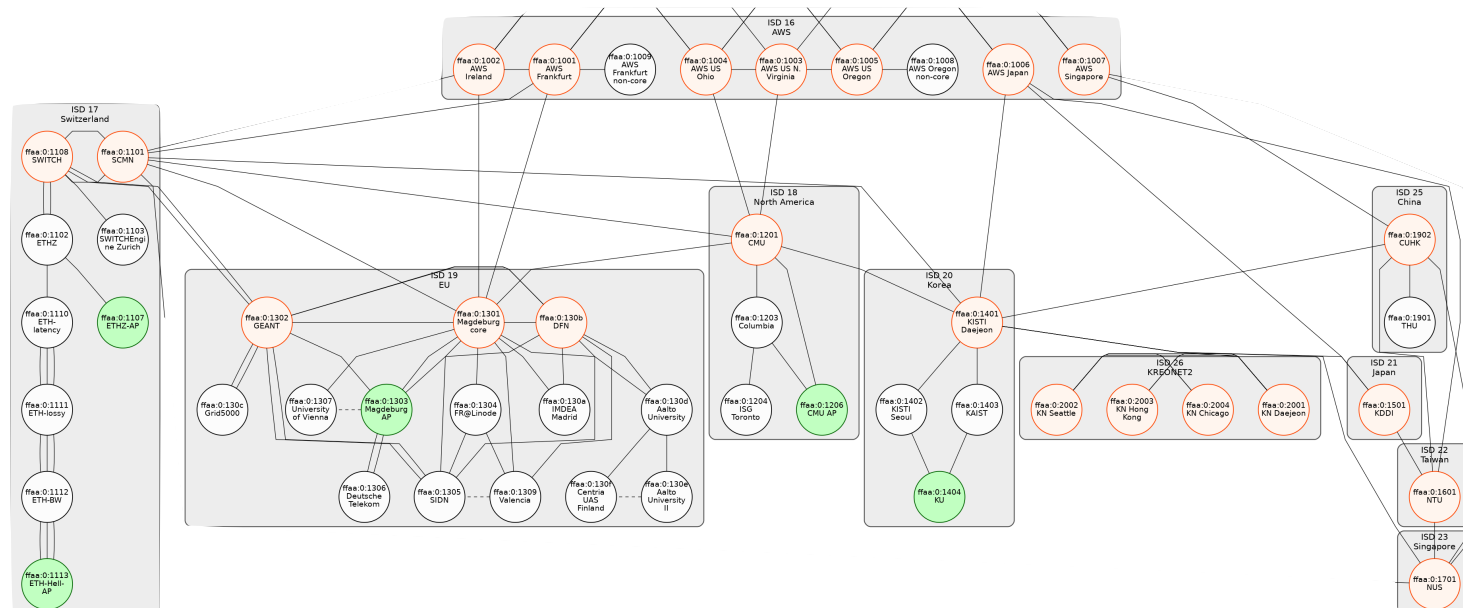 ISD 16
AWS
ffaa:0:1002
AWS
Ireland
ffaa:0:1001
AWS
Frankfurt
ffaa:0:1009
AWS
Frankfurt
non-core
ffaa:0:1004
AWS US
Ohio
ffaa:0:1003
AWS US N.
Virginia
ffaa:0:1005
AWS US
Oregon
ffaa:0:1008
AWS Oregon
non-core
ffaa:0:1006
AWS Japan
ffaa:0:1007
AWS
Singapore
ISD 17
Switzerland
ffaa:0:1108
SWITCH
ffaa:0:1101
SCMN
ffaa:0:1102
ETHZ
ffaa:0:1103
SWITCHEngi
ne Zurich
ffaa:0:1110
ETH-
latency
ffaa:0:1107
ETHZ-AP
ffaa:0:1111
ETH-lossy
ffaa:0:1112
ETH-BW
ffaa:0:1113
ETH-Hell-
AP
ISD 19
EU
ffaa:0:1302
GEANT
ffaa:0:1301
Magdeburg
core
ffaa:0:130b
DFN
ffaa:0:130c
Grid5000
ffaa:0:1307
University
of Vienna
ffaa:0:1303
Magdeburg
AP
ffaa:0:1304
FR@Linode
ffaa:0:130a
IMDEA
Madrid
ffaa:0:130d
Aalto
University
ffaa:0:1306
Deutsche
Telekom
ffaa:0:1305
SIDN
ffaa:0:1309
Valencia
ffaa:0:130f
Centria
UAS
Finland
ffaa:0:130e
Aalto
University
II
ISD 18
North America
ffaa:0:1201
CMU
ffaa:0:1203
Columbia
ffaa:0:1204
ISG
Toronto
ffaa:0:1206
CMU AP
ISD 20
Korea
ffaa:0:1401
KISTI
Daejeon
ffaa:0:1402
KISTI
Seoul
ffaa:0:1403
KAIST
ffaa:0:1404
KU
ISD 26
KREONET2
ffaa:0:2002
KN Seattle
ffaa:0:2003
KN Hong
Kong
ffaa:0:2004
KN Chicago
ffaa:0:2001
KN Daejeon
ISD 25
China
ffaa:0:1902
CUHK
ffaa:0:1901
THU
ISD 21
Japan
ffaa:0:1501
KDDI
ISD 22
Taiwan
ffaa:0:1601
NTU
ISD 23
Singapore
ffaa:0:1701
NUS